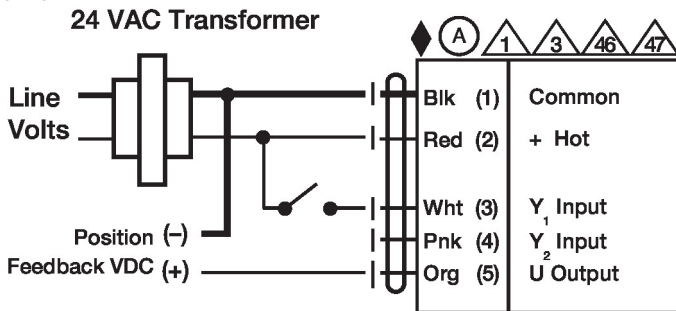 24 VAC Transformer
A 1 3 46 47
Line
Volts
Blk (1) Common
Red (2) + Hot
Wht (3) Y1 Input
Pnk (4) Y2 Input
Org (5) U Output
Position (–)
Feedback VDC (+)